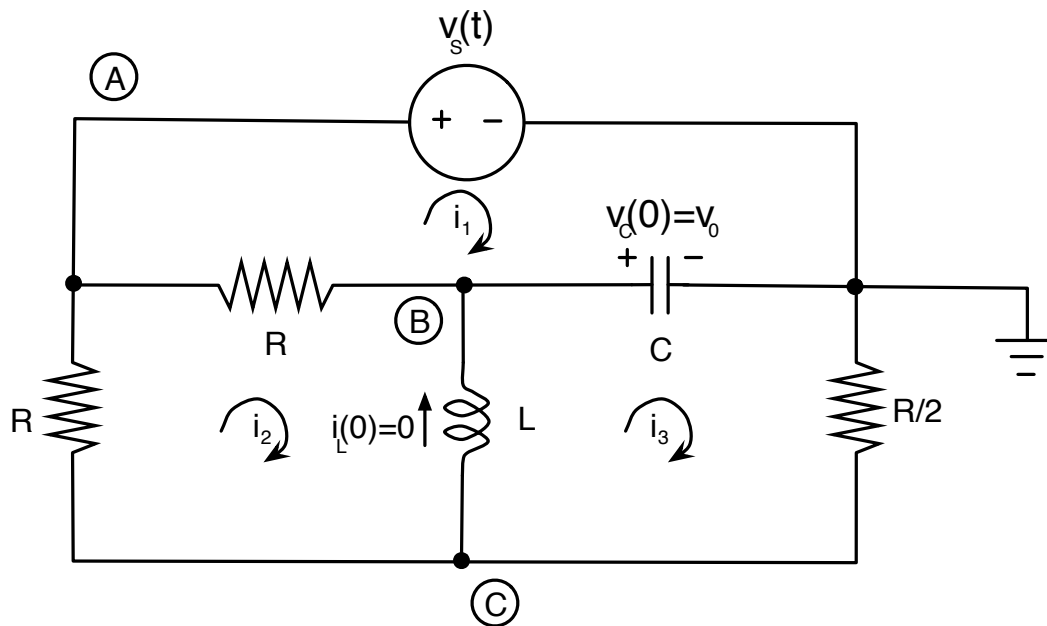 v_S(t)
A
+ −
i_1
v_C(0)=v_0
+ −
B
R
C
R
i_2
i_L(0)=0
L
i_3
R/2
C